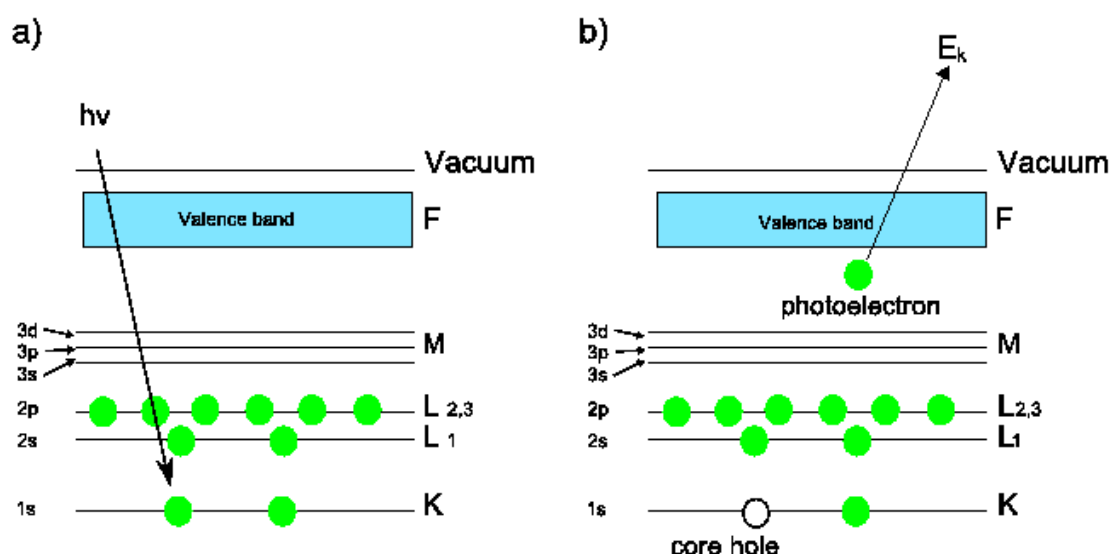 a)
hv
Vacuum
Valence band F
3d
3p M
3s
2p L 2,3
2s L 1
1s K
b)
Ek
Vacuum
Valence band F
photoelectron
3d
3p M
3s
2p L2,3
2s L1
1s K
core hole